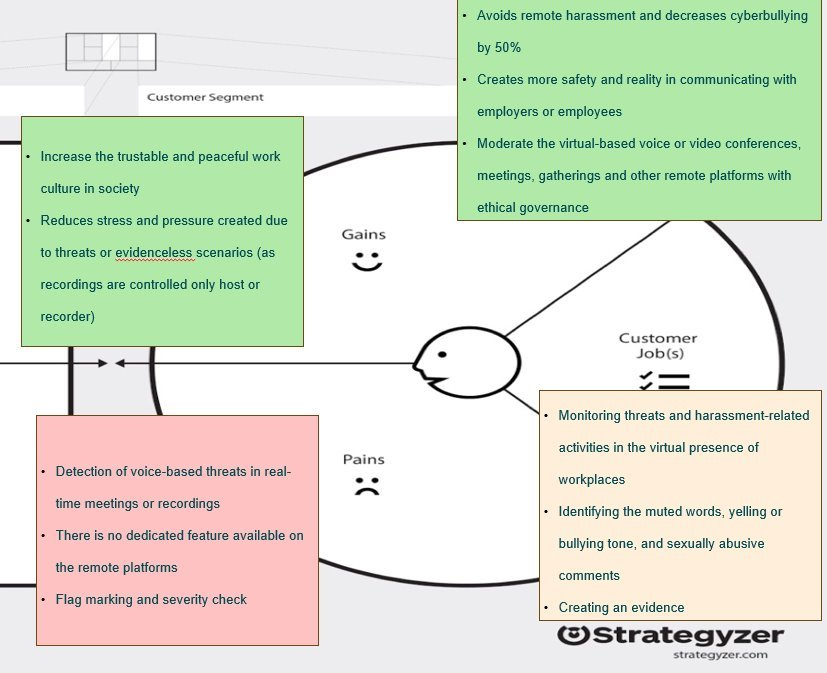 • Avoids remote harassment and decreases cyberbullying
by 50%
• Creates more safety and reality in communicating with
employers or employees
• Moderate the virtual-based voice or video conferences,
meetings, gatherings and other remote platforms with
ethical governance
Customer Segment
• Increase the trustable and peaceful work
culture in society
• Reduces stress and pressure created due
to threats or evidenceless scenarios (as
recordings are controlled only host or
recorder)
Gains
Customer
Job(s)
Pains
• Detection of voice-based threats in real-
time meetings or recordings
• There is no dedicated feature available on
the remote platforms
• Flag marking and severity check
• Monitoring threats and harassment-related
activities in the virtual presence of
workplaces
• Identifying the muted words, yelling or
bullying tone, and sexually abusive
comments
• Creating an evidence
Strategyzer
strategyzer.com